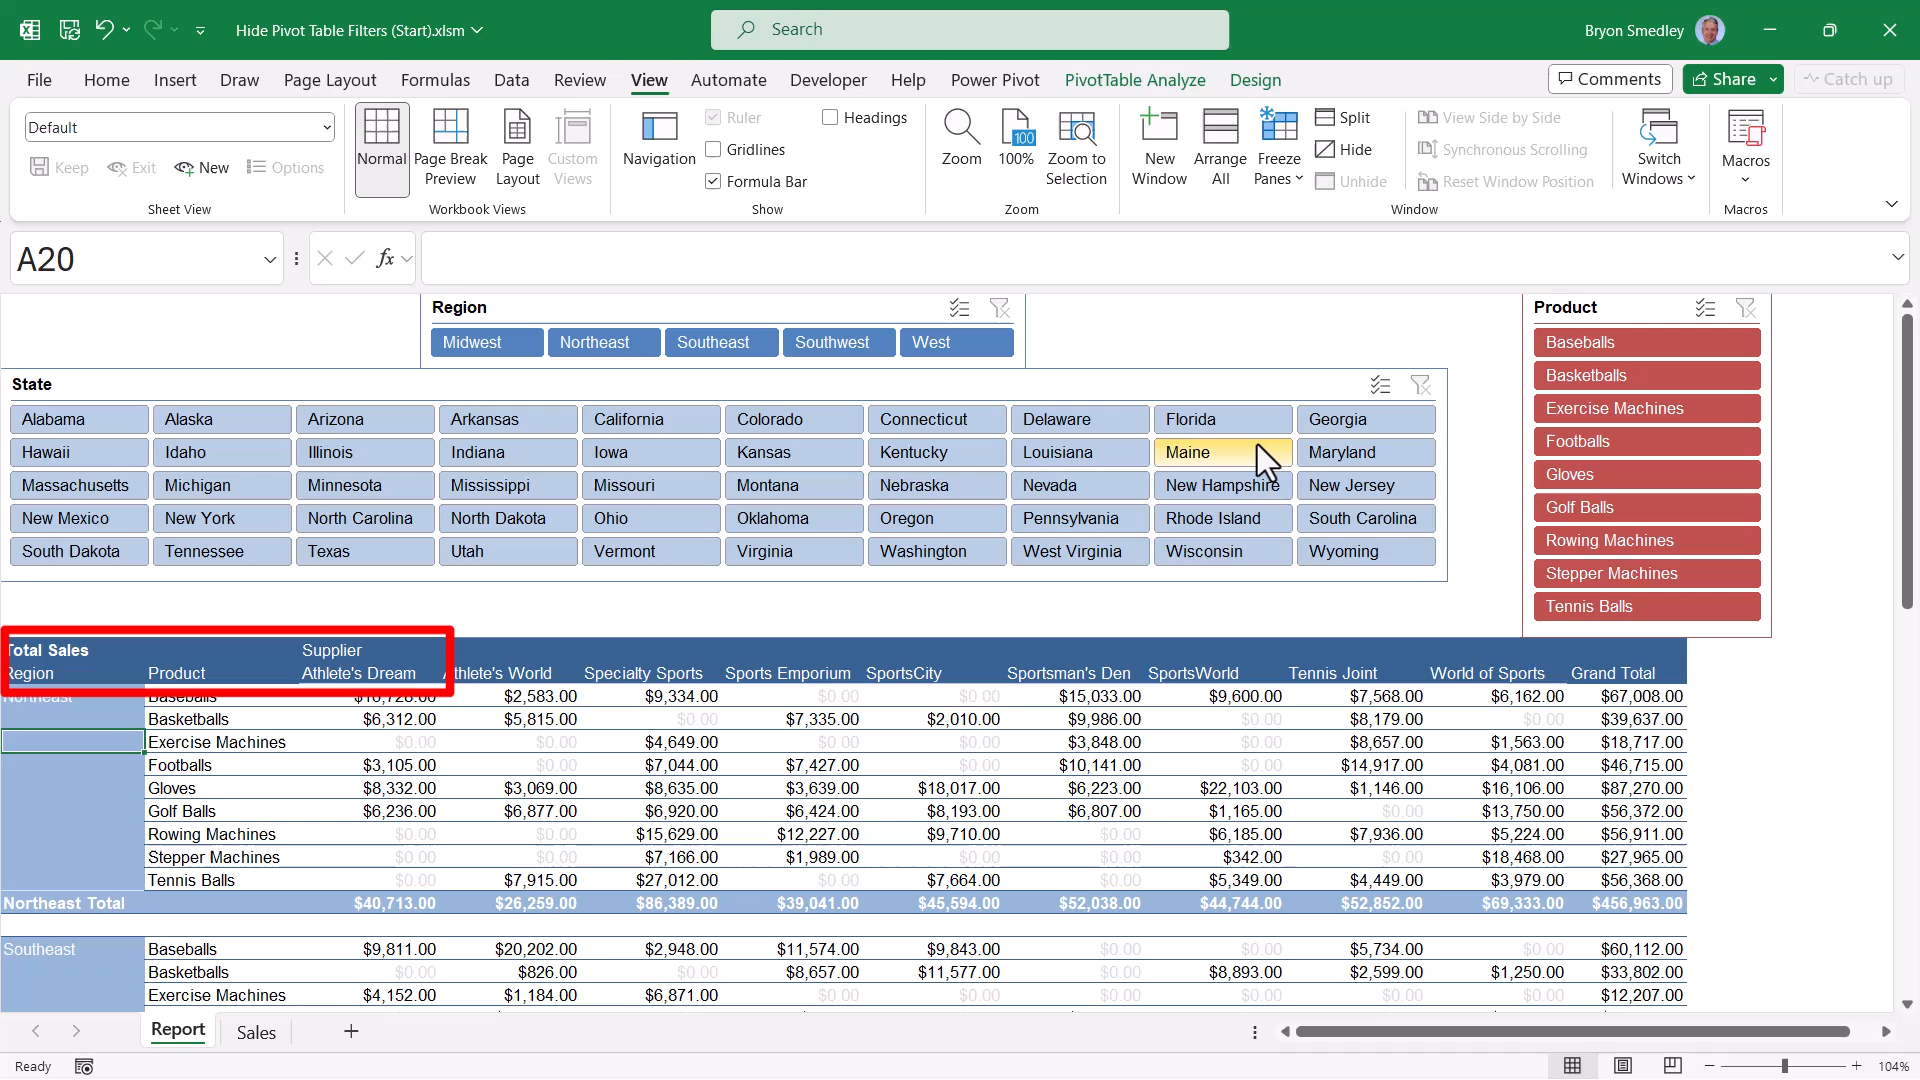 Hide Pivot Table Filters (Start).xlsm
Search
Bryon Smedley
File Home Insert Draw Page Layout Formulas Data Review View Automate Developer Help Power Pivot PivotTable Analyze Design
Comments Share Catch up
Default
Keep Exit New Options
Sheet View
Normal Page Break Preview Page Layout Custom Views
Workbook Views
Navigation
Ruler
Gridlines
Formula Bar
Headings
Show
Zoom 100% Zoom to Selection
100
Zoom
New Window Arrange All Freeze Panes
Split
Hide
Unhide
View Side by Side
Synchronous Scrolling
Reset Window Position
Switch Windows
Window
Macros
Macros
A20
fx
Region
Midwest Northeast Southeast Southwest West
State
Alabama Alaska Arizona Arkansas California Colorado Connecticut Delaware Florida Georgia
Hawaii Idaho Illinois Indiana Iowa Kansas Kentucky Louisiana Maine Maryland
Massachusetts Michigan Minnesota Mississippi Missouri Montana Nebraska Nevada New Hampshire New Jersey
New Mexico New York North Carolina North Dakota Ohio Oklahoma Oregon Pennsylvania Rhode Island South Carolina
South Dakota Tennessee Texas Utah Vermont Virginia Washington West Virginia Wisconsin Wyoming
Product
Baseballs
Basketballs
Exercise Machines
Footballs
Gloves
Golf Balls
Rowing Machines
Stepper Machines
Tennis Balls
Total Sales Supplier
Region Product Athlete's Dream Athlete's World Specialty Sports Sports Emporium SportsCity Sportsman's Den SportsWorld Tennis Joint World of Sports Grand Total
Northeast Baseballs $10,728.00 $2,583.00 $9,334.00 $0.00 $0.00 $15,033.00 $9,600.00 $7,568.00 $6,162.00 $67,008.00
Basketballs $6,312.00 $5,815.00 $0.00 $7,335.00 $2,010.00 $9,986.00 $0.00 $8,179.00 $0.00 $39,637.00
Exercise Machines $0.00 $0.00 $4,649.00 $0.00 $0.00 $3,848.00 $0.00 $8,657.00 $1,563.00 $18,717.00
Footballs $3,105.00 $0.00 $7,044.00 $7,427.00 $0.00 $10,141.00 $0.00 $14,917.00 $4,081.00 $46,715.00
Gloves $8,332.00 $3,069.00 $8,635.00 $3,639.00 $18,017.00 $6,223.00 $22,103.00 $1,146.00 $16,106.00 $87,270.00
Golf Balls $6,236.00 $6,877.00 $6,920.00 $6,424.00 $8,193.00 $6,807.00 $1,165.00 $0.00 $13,750.00 $56,372.00
Rowing Machines $0.00 $0.00 $15,629.00 $12,227.00 $9,710.00 $0.00 $6,185.00 $7,936.00 $5,224.00 $56,911.00
Stepper Machines $0.00 $0.00 $7,166.00 $1,989.00 $0.00 $0.00 $342.00 $0.00 $18,468.00 $27,965.00
Tennis Balls $0.00 $7,915.00 $27,012.00 $0.00 $7,664.00 $0.00 $5,349.00 $4,449.00 $3,979.00 $56,368.00
Northeast Total $40,713.00 $26,259.00 $86,389.00 $39,041.00 $45,594.00 $52,038.00 $44,744.00 $52,852.00 $69,333.00 $456,963.00
Southeast Baseballs $9,811.00 $20,202.00 $2,948.00 $11,574.00 $9,843.00 $0.00 $0.00 $5,734.00 $0.00 $60,112.00
Basketballs $0.00 $826.00 $0.00 $8,657.00 $11,577.00 $0.00 $8,893.00 $2,599.00 $1,250.00 $33,802.00
Exercise Machines $4,152.00 $1,184.00 $6,871.00 $0.00 $0.00 $0.00 $0.00 $0.00 $0.00 $12,207.00
Report Sales
Ready
104%